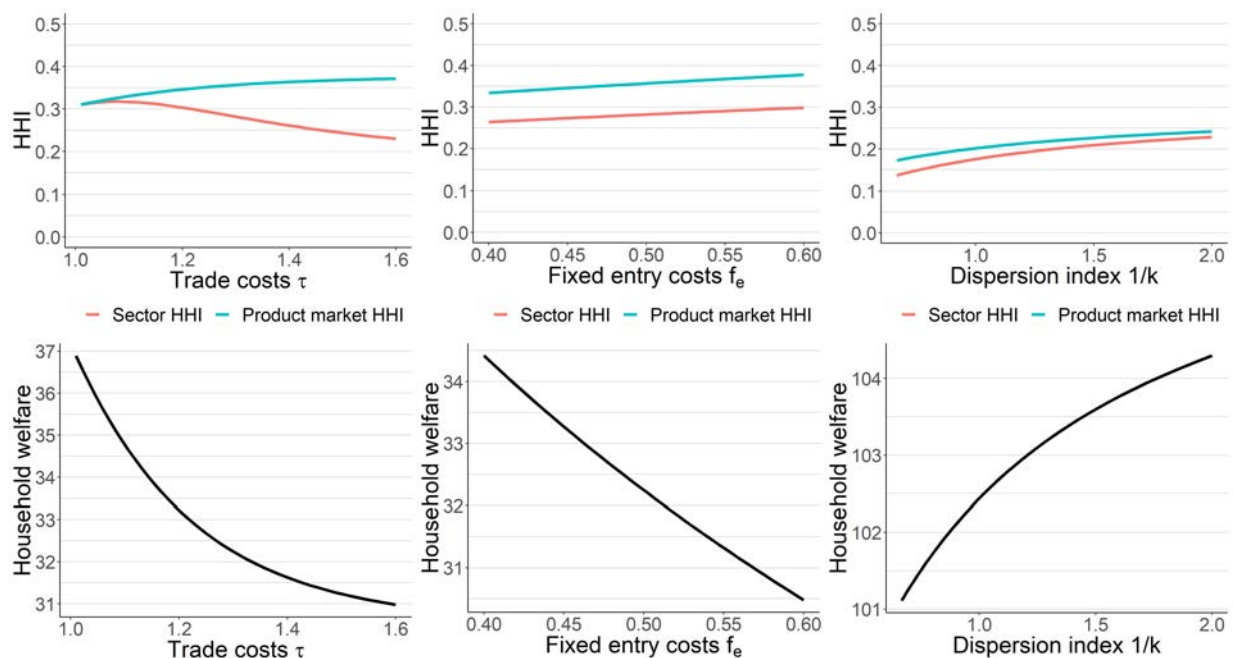 HHI
0.5
0.4
0.3
0.2
0.1
0.0
1.0 1.2 1.4 1.6
Trade costs τ
Sector HHI Product market HHI
HHI
0.5
0.4
0.3
0.2
0.1
0.0
0.40 0.45 0.50 0.55 0.60
Fixed entry costs fe
Sector HHI Product market HHI
HHI
0.5
0.4
0.3
0.2
0.1
0.0
1.0 1.5 2.0
Dispersion index 1/k
Sector HHI Product market HHI
Household welfare
37
36
35
34
33
32
31
1.0 1.2 1.4 1.6
Trade costs τ
Household welfare
34
33
32
31
0.40 0.45 0.50 0.55 0.60
Fixed entry costs fe
Household welfare
104
103
102
101
1.0 1.5 2.0
Dispersion index 1/k